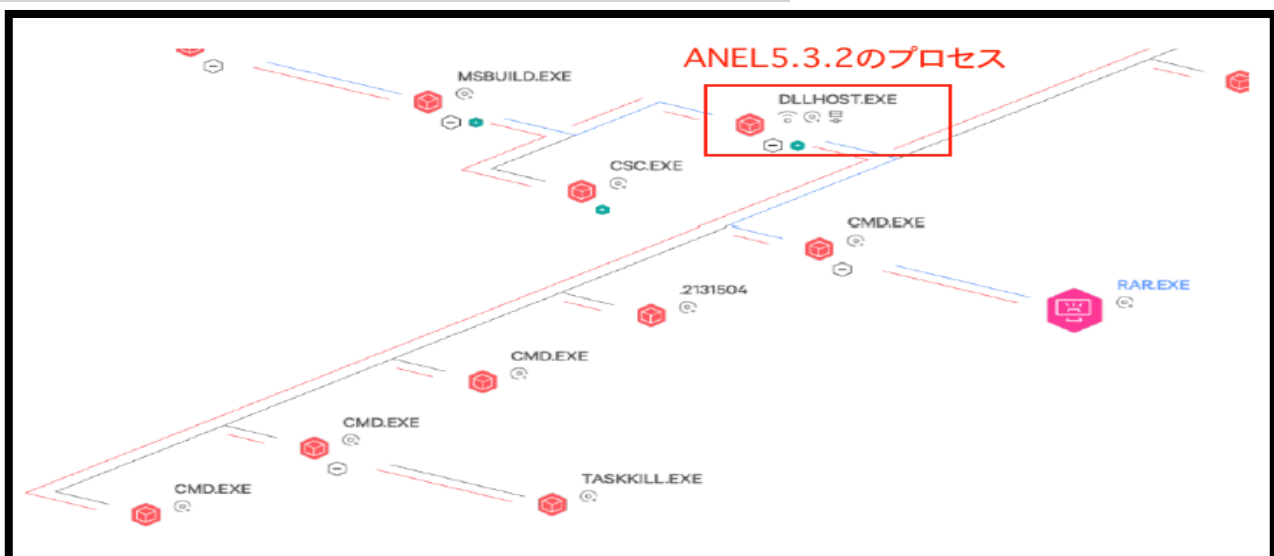 ANEL5.3.2のプロセス
MSBUILD.EXE
DLLHOST.EXE
CSC.EXE
CMD.EXE
RAR.EXE
.2131504
CMD.EXE
CMD.EXE
TASKKILL.EXE
CMD.EXE